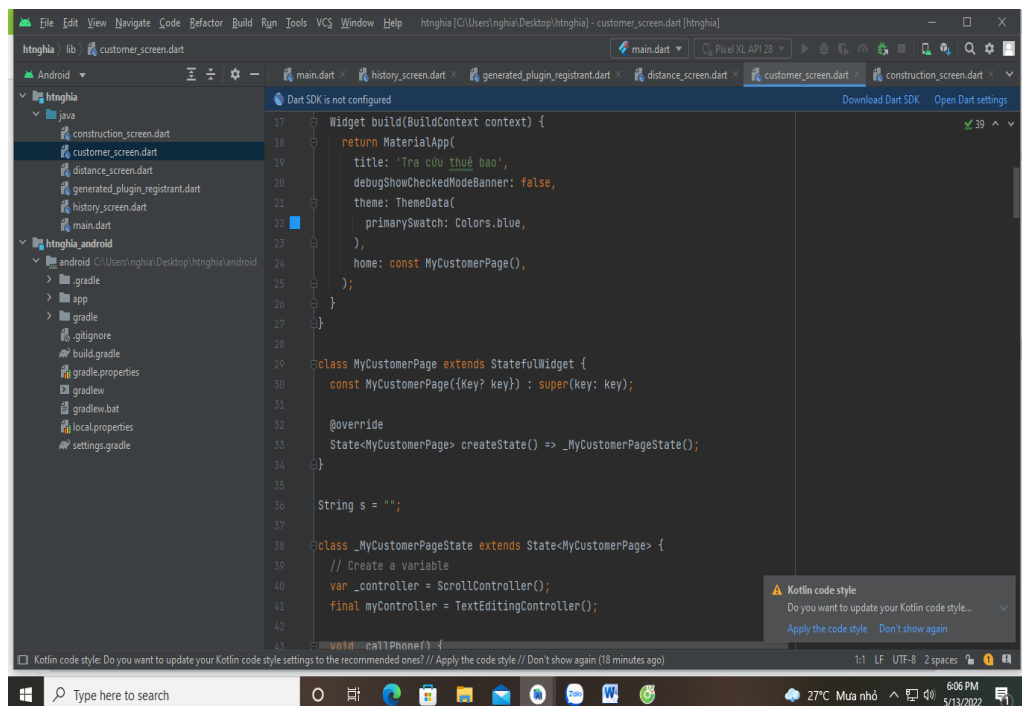 File Edit View Navigate Code Refactor Build Run Tools VCS Window Help htnghia [C:\Users\nghia\Desktop\htnghia] - customer_screen.dart [htnghia]
htnghia lib customer_screen.dart main.dart Pixel XL API 28
Android main.dart history_screen.dart generated_plugin_registrant.dart distance_screen.dart customer_screen.dart construction_screen.dart
Dart SDK is not configured Download Dart SDK Open Dart settings
htnghia
java
construction_screen.dart
customer_screen.dart
distance_screen.dart
generated_plugin_registrant.dart
history_screen.dart
main.dart
htnghia_android
android C:\Users\nghia\Desktop\htnghia\android
.gradle
app
gradle
.gitignore
build.gradle
gradle.properties
gradlew
gradlew.bat
local.properties
settings.gradle
39
17 Widget build(BuildContext context) {
18 return MaterialApp(
19 title: 'Tra cứu thuê bao',
20 debugShowCheckedModeBanner: false,
21 theme: ThemeData(
22 primarySwatch: Colors.blue,
23 ),
24 home: const MyCustomerPage(),
25 );
26 }
27 }
28
29 class MyCustomerPage extends StatefulWidget {
30 const MyCustomerPage({Key? key}) : super(key: key);
31
32 @override
33 State<MyCustomerPage> createState() => _MyCustomerPageState();
34 }
35
36 String s = "";
37
38 class _MyCustomerPageState extends State<MyCustomerPage> {
39 // Create a variable
40 var _controller = ScrollController();
41 final myController = TextEditingController();
42
43 void callPhone() {
Kotlin code style
Do you want to update your Kotlin code style...
Apply the code style Don't show again
Kotlin code style: Do you want to update your Kotlin code style settings to the recommended ones? // Apply the code style // Don't show again (18 minutes ago) 1:1 LF UTF-8 2 spaces
Type here to search Zalo 27°C Mưa nhỏ 6:06 PM
5/13/2022